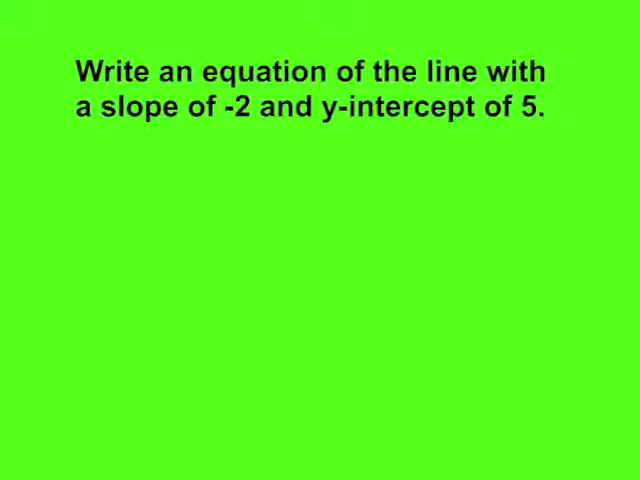 Write an equation of the line with
a slope of -2 and y-intercept of 5.